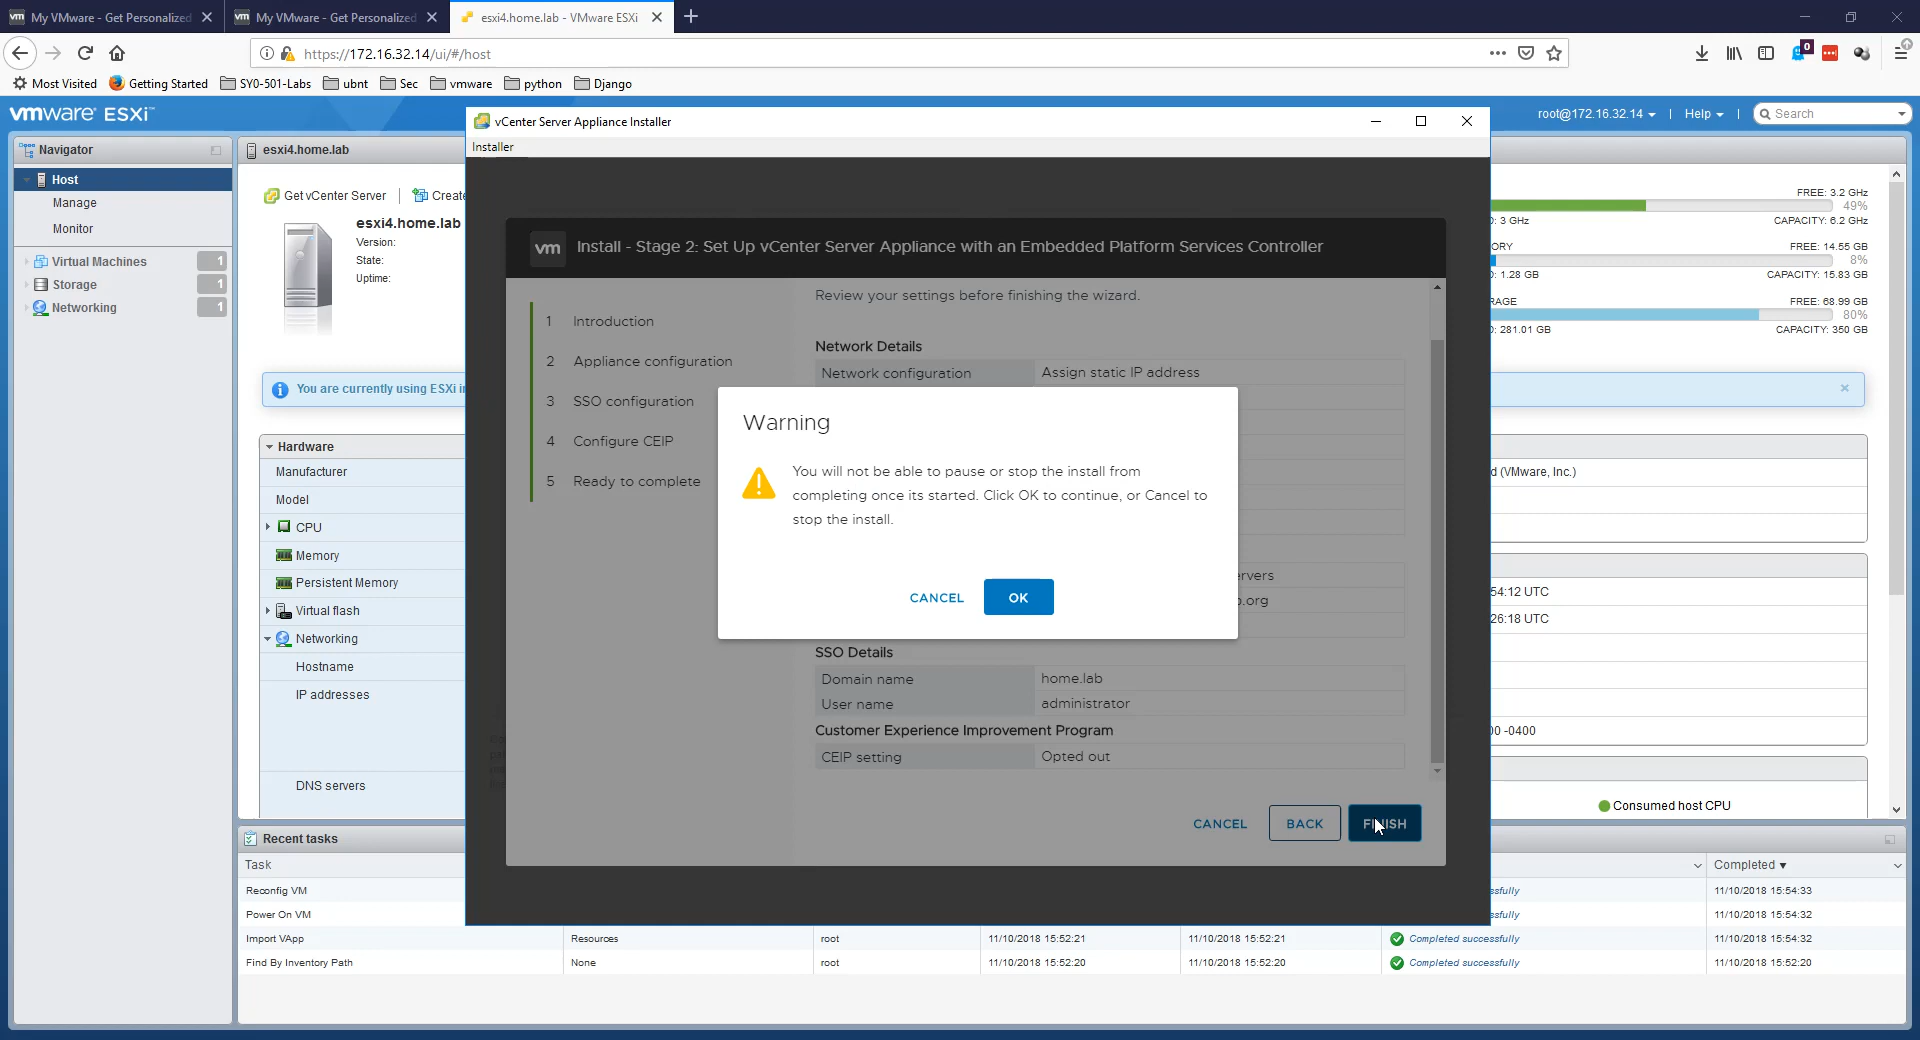 My VMware - Get Personalized
My VMware - Get Personalized
esxi4.home.lab - VMware ESXi
https://172.16.32.14/ui/#/host
0
Most Visited
Getting Started
SY0-501-Labs
ubnt
Sec
vmware
python
Django
vmware ESXi
root@172.16.32.14
Help
Search
Navigator
Host
Manage
Monitor
Virtual Machines
1
Storage
1
Networking
1
esxi4.home.lab
Get vCenter Server
Create
esxi4.home.lab
Version:
State:
Uptime:
You are currently using ESXi in
Hardware
Manufacturer
Model
CPU
Memory
Persistent Memory
Virtual flash
Networking
Hostname
IP addresses
DNS servers
vCenter Server Appliance Installer
Installer
vm
Install - Stage 2: Set Up vCenter Server Appliance with an Embedded Platform Services Controller
1 Introduction
2 Appliance configuration
3 SSO configuration
4 Configure CEIP
5 Ready to complete
Review your settings before finishing the wizard.
Network Details
Network configuration
Assign static IP address
Warning
You will not be able to pause or stop the install from
completing once its started. Click OK to continue, or Cancel to
stop the install.
CANCEL
OK
ervers
.org
SSO Details
Domain name
home.lab
User name
administrator
Customer Experience Improvement Program
CEIP setting
Opted out
CANCEL
BACK
FINISH
FREE: 3.2 GHz
49%
D: 3 GHz
CAPACITY: 6.2 GHz
ORY
FREE: 14.55 GB
8%
D: 1.28 GB
CAPACITY: 15.83 GB
RAGE
FREE: 68.99 GB
80%
D: 281.01 GB
CAPACITY: 350 GB
d (VMware, Inc.)
54:12 UTC
26:18 UTC
00 -0400
Consumed host CPU
Recent tasks
Task
Completed ▼
Reconfig VM
ssfully
11/10/2018 15:54:33
Power On VM
ssfully
11/10/2018 15:54:32
Import VApp
Resources
root
11/10/2018 15:52:21
11/10/2018 15:52:21
Completed successfully
11/10/2018 15:54:32
Find By Inventory Path
None
root
11/10/2018 15:52:20
11/10/2018 15:52:20
Completed successfully
11/10/2018 15:52:20